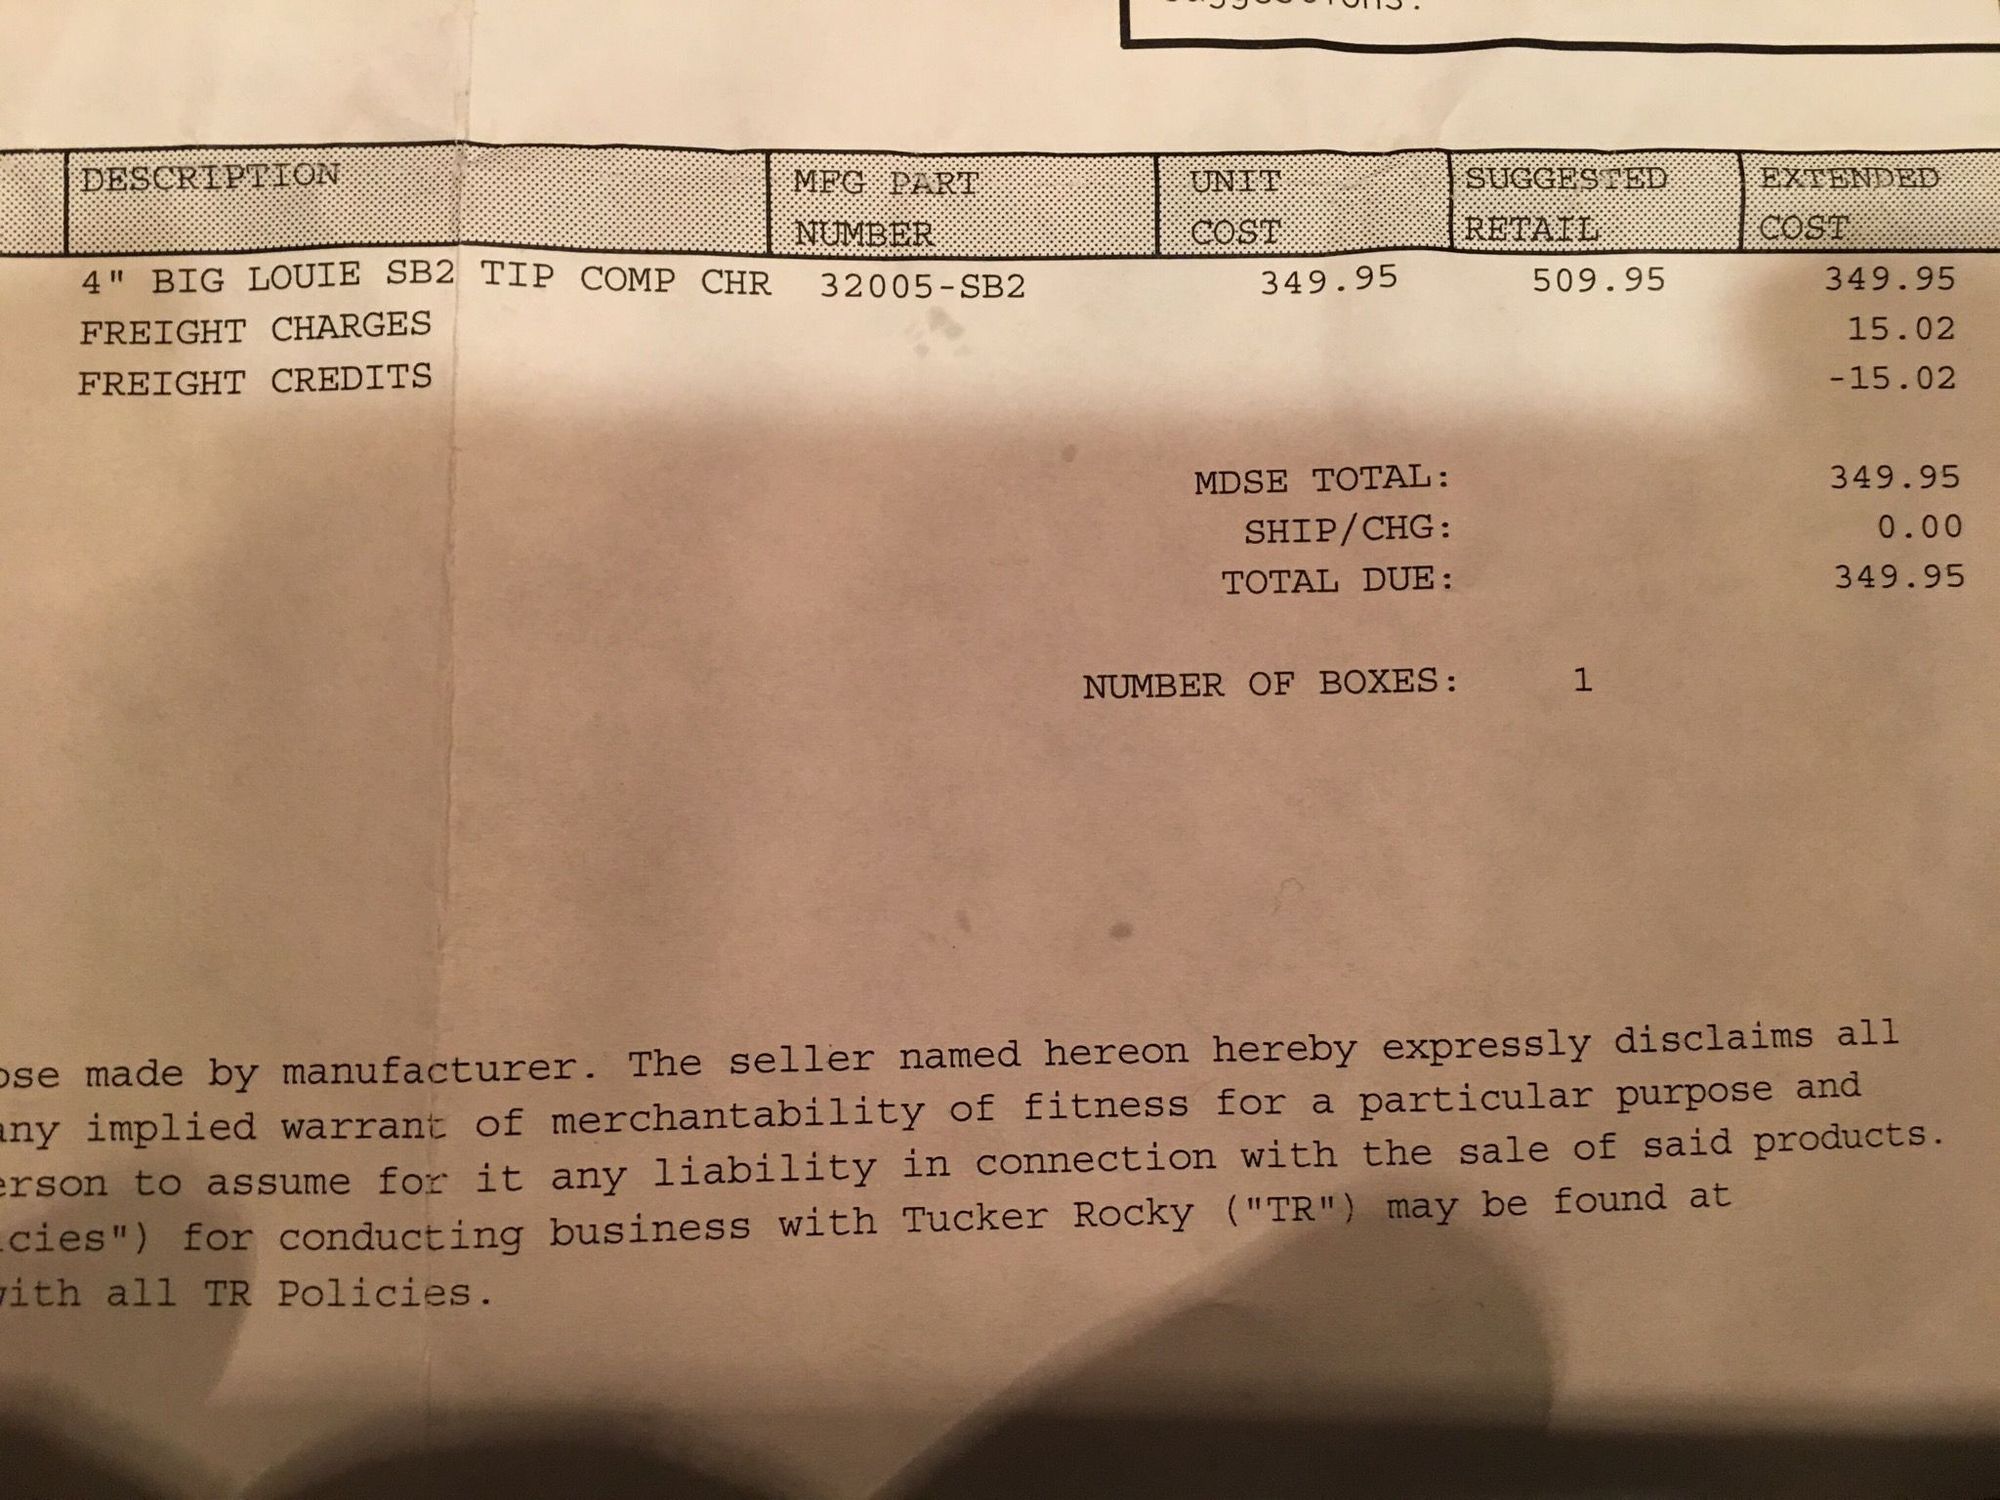 DESCRIPTION MFG PART UNIT SUGGESTED EXTENDED
NUMBER COST RETAIL COST
4" BIG LOUIE SB2 TIP COMP CHR 32005-SB2 349.95 509.95 349.95
FREIGHT CHARGES 15.02
FREIGHT CREDITS -15.02
MDSE TOTAL: 349.95
SHIP/CHG: 0.00
TOTAL DUE: 349.95
NUMBER OF BOXES: 1
made by manufacturer. The seller named hereon hereby expressly disclaims all
any implied warrant of merchantability of fitness for a particular purpose and
erson to assume for it any liability in connection with the sale of said products.
cies") for conducting business with Tucker Rocky ("TR") may be found at
with all TR Policies.